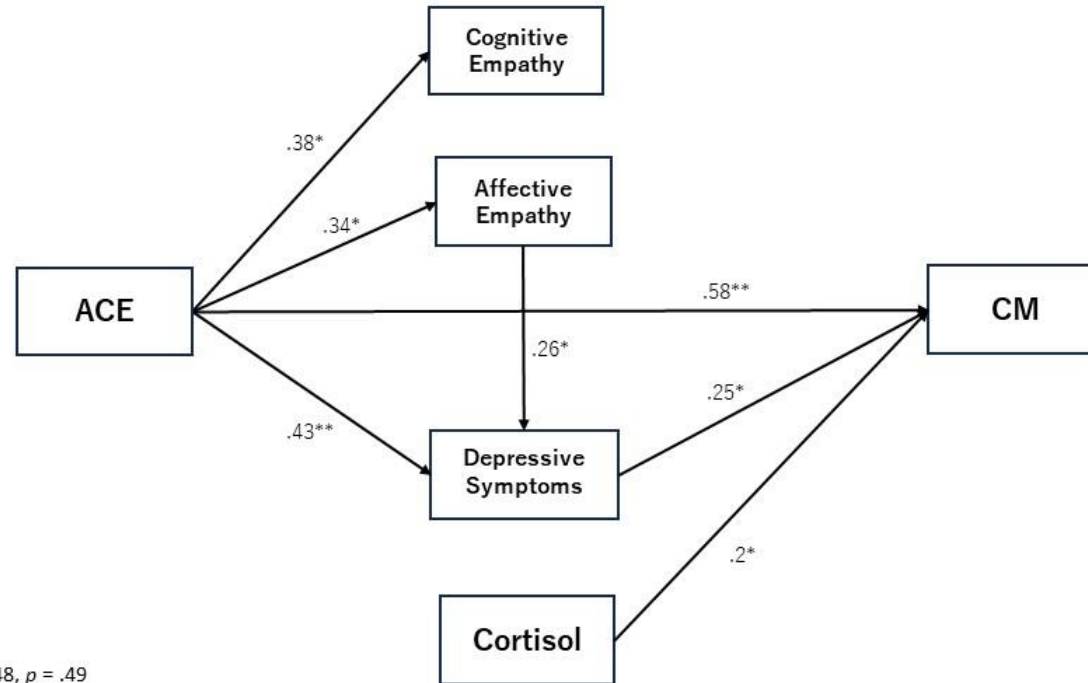 Cognitive
Empathy
.38*
Affective
Empathy
.34*
ACE
.58**
CM
.26*
.25*
.43**
Depressive
Symptoms
.2*
Cortisol
48, p = .49